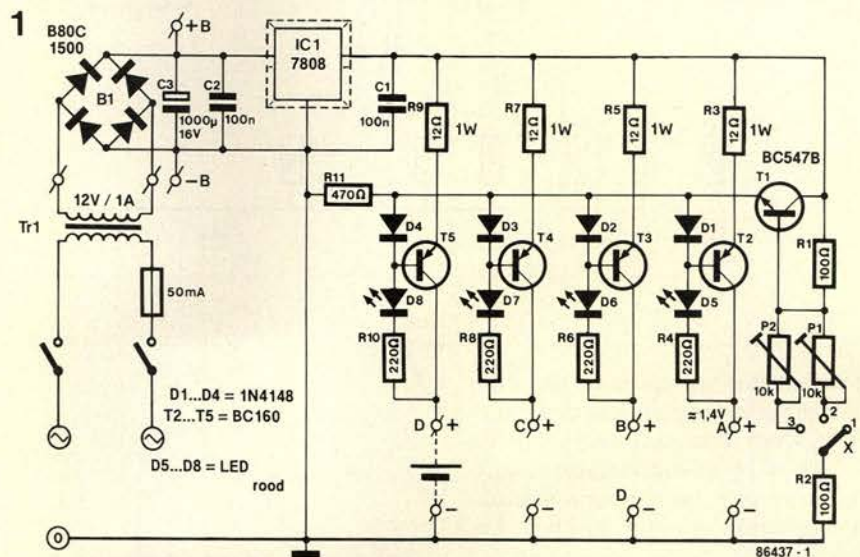 1
B80C
1500
B1
+B
-B
C3
1000µ
16V
C2
100n
IC1
7808
C1
100n
R9
12Ω
1W
R7
12Ω
1W
R5
12Ω
1W
R3
12Ω
1W
BC547B
T1
R11
470Ω
D4
T5
D3
T4
D2
T3
D1
T2
R1
100Ω
12V / 1A
Tr1
50mA
D8
D7
D6
D5
R10
220Ω
R8
220Ω
R6
220Ω
R4
220Ω
P2
10k
P1
10k
≈1,4V
D +
C +
B +
A +
3
2
1
X
R2
100Ω
D1...D4 = 1N4148
T2...T5 = BC160
D5...D8 = LED
rood
-
-
D
-
-
0
86437 - 1